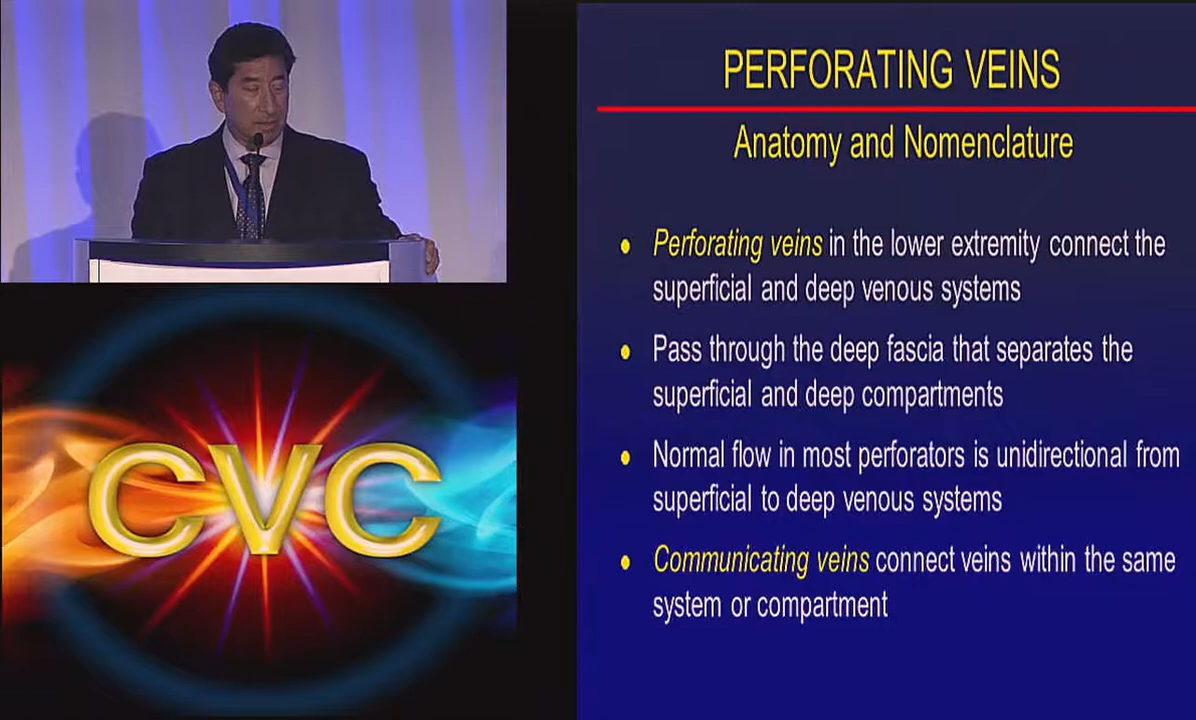 PERFORATING VEINS
Anatomy and Nomenclature
• Perforating veins in the lower extremity connect the
superficial and deep venous systems
• Pass through the deep fascia that separates the
superficial and deep compartments
• Normal flow in most perforators is unidirectional from
superficial to deep venous systems
• Communicating veins connect veins within the same
system or compartment
CVC